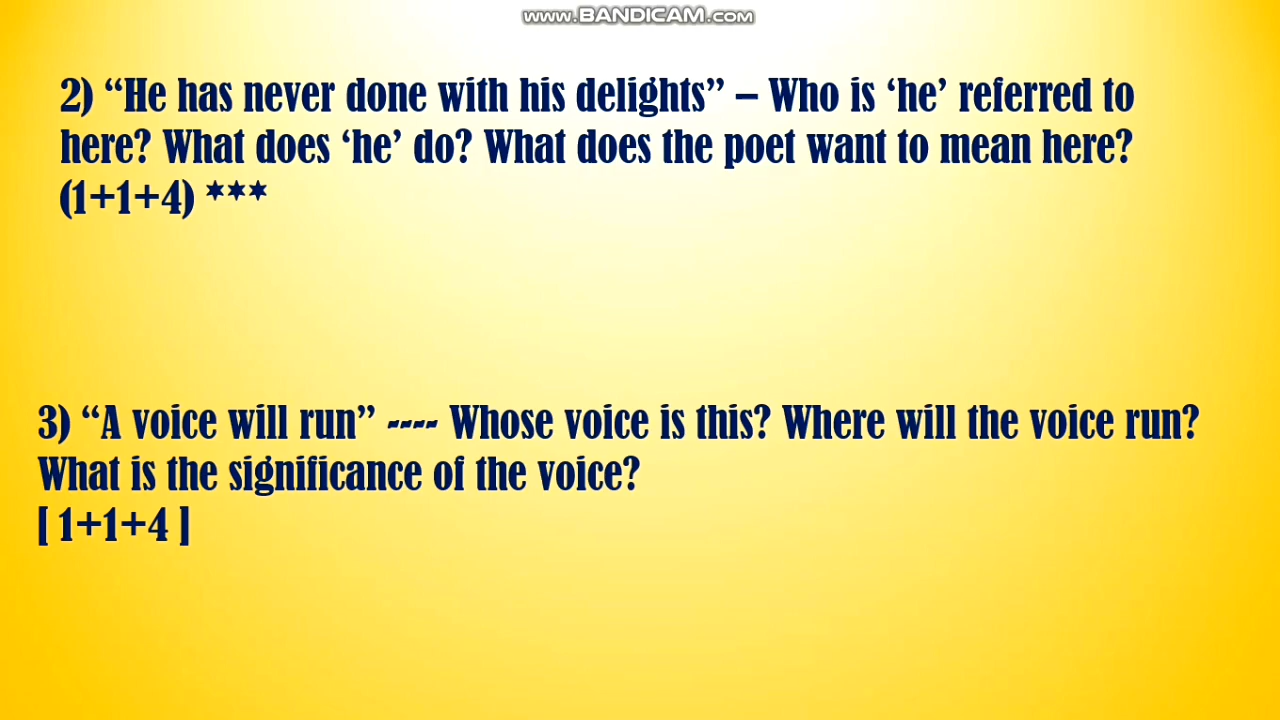 www.BANDICAM.com
2) “He has never done with his delights” – Who is ‘he’ referred to
here? What does ‘he’ do? What does the poet want to mean here?
(1+1+4) ***
3) “A voice will run” ---- Whose voice is this? Where will the voice run?
What is the significance of the voice?
[ 1+1+4 ]